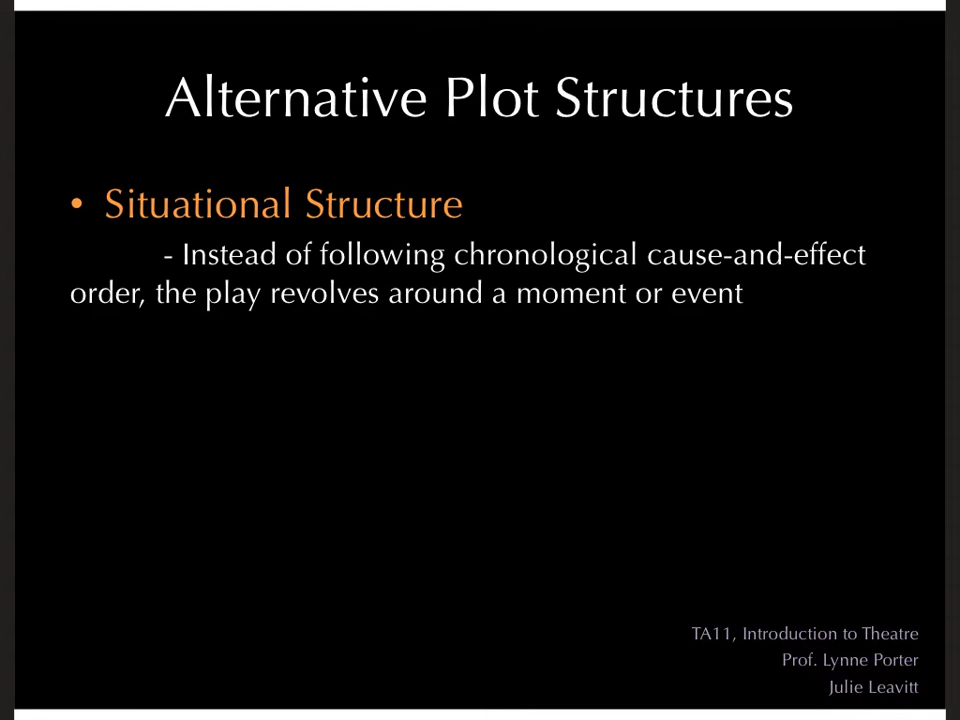 Alternative Plot Structures
• Situational Structure
- Instead of following chronological cause-and-effect
order, the play revolves around a moment or event
TA11, Introduction to Theatre
Prof. Lynne Porter
Julie Leavitt